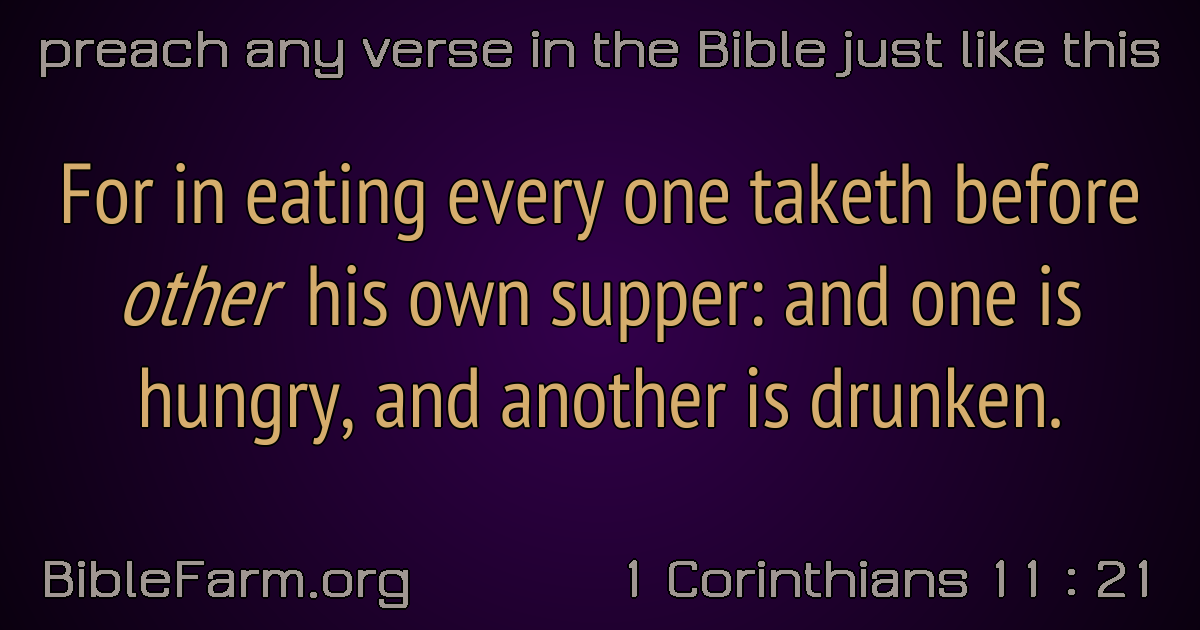 preach any verse in the Bible just like this
For in eating every one taketh before
other his own supper: and one is
hungry, and another is drunken.
BibleFarm.org
1 Corinthians 11 : 21